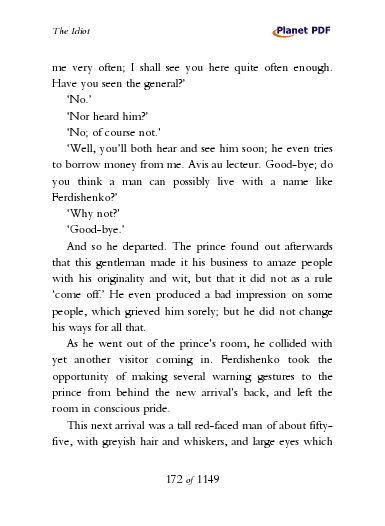 The Idiot
Planet PDF
me very often; I shall see you here quite often enough.
Have you seen the general?'
'No.'
'Nor heard him?'
'No; of course not.'
'Well, you'll both hear and see him soon; he even tries
to borrow money from me. Avis au lecteur. Good-bye; do
you think a man can possibly live with a name like
Ferdishenko?'
'Why not?'
'Good-bye.'
And so he departed. The prince found out afterwards
that this gentleman made it his business to amaze people
with his originality and wit, but that it did not as a rule
'come off.' He even produced a bad impression on some
people, which grieved him sorely; but he did not change
his ways for all that.
As he went out of the prince's room, he collided with
yet another visitor coming in. Ferdishenko took the
opportunity of making several warning gestures to the
prince from behind the new arrival's back, and left the
room in conscious pride.
This next arrival was a tall red-faced man of about fifty-
five, with greyish hair and whiskers, and large eyes which
172 of 1149